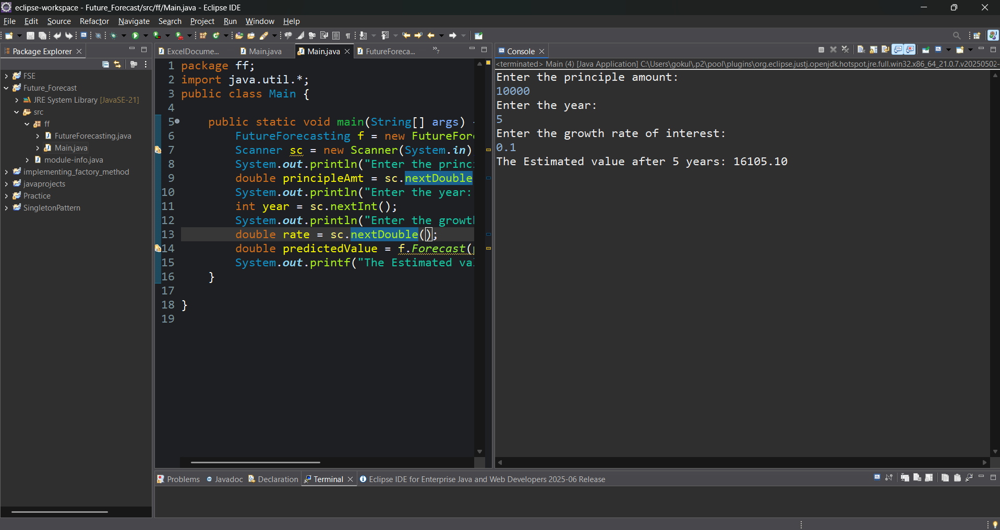 eclipse-workspace - Future_Forecast/src/ff/Main.java - Eclipse IDE
File Edit Source Refactor Navigate Search Project Run Window Help
Package Explorer
FSE
Future_Forecast
JRE System Library [JavaSE-21]
src
ff
FutureForecasting.java
Main.java
module-info.java
implementing_factory_method
javaprojects
Practice
SingletonPattern
ExcelDocume... Main.java Main.java FutureForeca... »7
1 package ff;
2 import java.util.*;
3 public class Main {
4
5 public static void main(String[] args)
6 FutureForecasting f = new FutureFor
7 Scanner sc = new Scanner(System.in)
8 System.out.println("Enter the princ
9 double principleAmt = sc.nextDouble
10 System.out.println("Enter the year:
11 int year = sc.nextInt();
12 System.out.println("Enter the growt
13 double rate = sc.nextDouble();
14 double predictedValue = f.Forecast(
15 System.out.printf("The Estimated va
16 }
17
18 }
19
Console
<terminated> Main (4) [Java Application] C:\Users\gokul\.p2\pool\plugins\org.eclipse.justj.openjdk.hotspot.jre.full.win32.x86_64_21.0.7.v20250502-
Enter the principle amount:
10000
Enter the year:
5
Enter the growth rate of interest:
0.1
The Estimated value after 5 years: 16105.10
Problems Javadoc Declaration Terminal Eclipse IDE for Enterprise Java and Web Developers 2025-06 Release